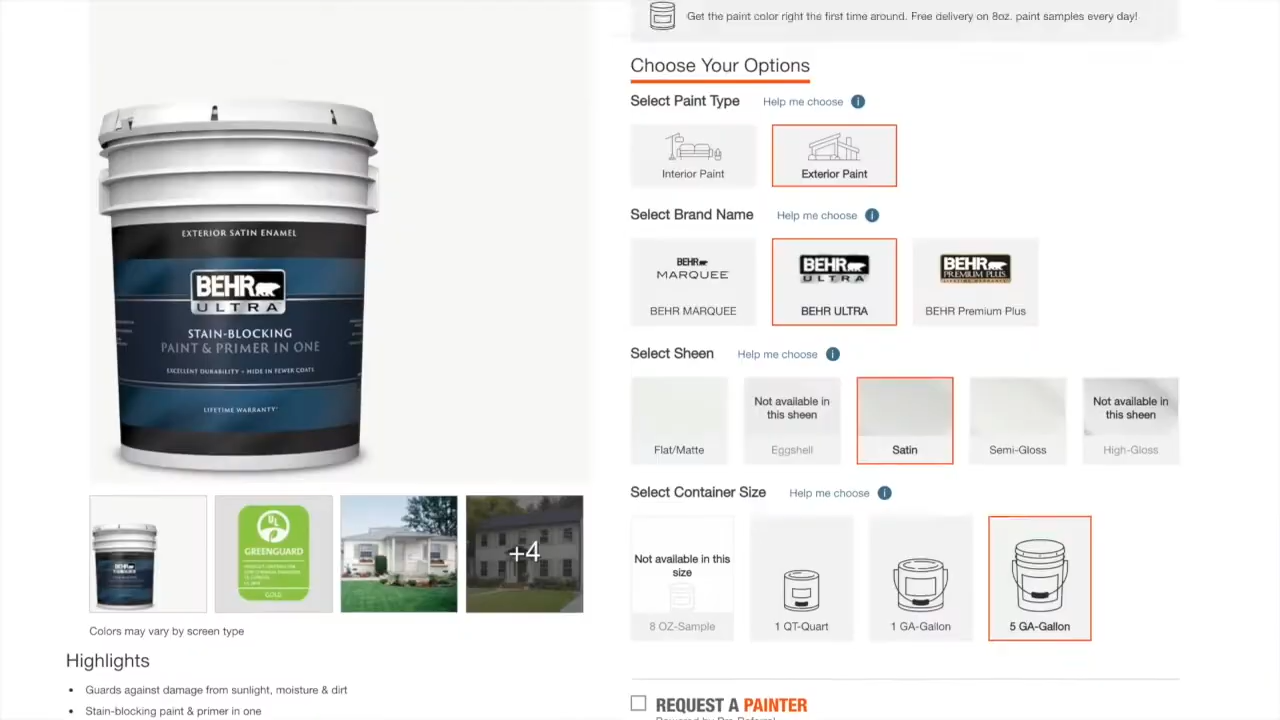 Get the paint color right the first time around. Free delivery on 8oz. paint samples every day!
Choose Your Options
Select Paint Type Help me choose i
Interior Paint
Exterior Paint
Select Brand Name Help me choose i
BEHR
MARQUEE
BEHR MARQUEE
BEHR
ULTRA
BEHR ULTRA
BEHR
PREMIUM PLUS
BEHR Premium Plus
Select Sheen Help me choose i
Flat/Matte
Not available in
this sheen
Eggshell
Satin
Semi-Gloss
Not available in
this sheen
High-Gloss
Select Container Size Help me choose i
Not available in this
size
8 OZ-Sample
1 QT-Quart
1 GA-Gallon
5 GA-Gallon
REQUEST A PAINTER
Powered by Pro Referral
EXTERIOR SATIN ENAMEL
BEHR
ULTRA
STAIN-BLOCKING
PAINT & PRIMER IN ONE
EXCELLENT DURABILITY • HIDE IN FEWER COATS
LIFETIME WARRANTY*
BEHR
UL
GREENGUARD
GOLD
+4
Colors may vary by screen type
Highlights
• Guards against damage from sunlight, moisture & dirt
• Stain-blocking paint & primer in one